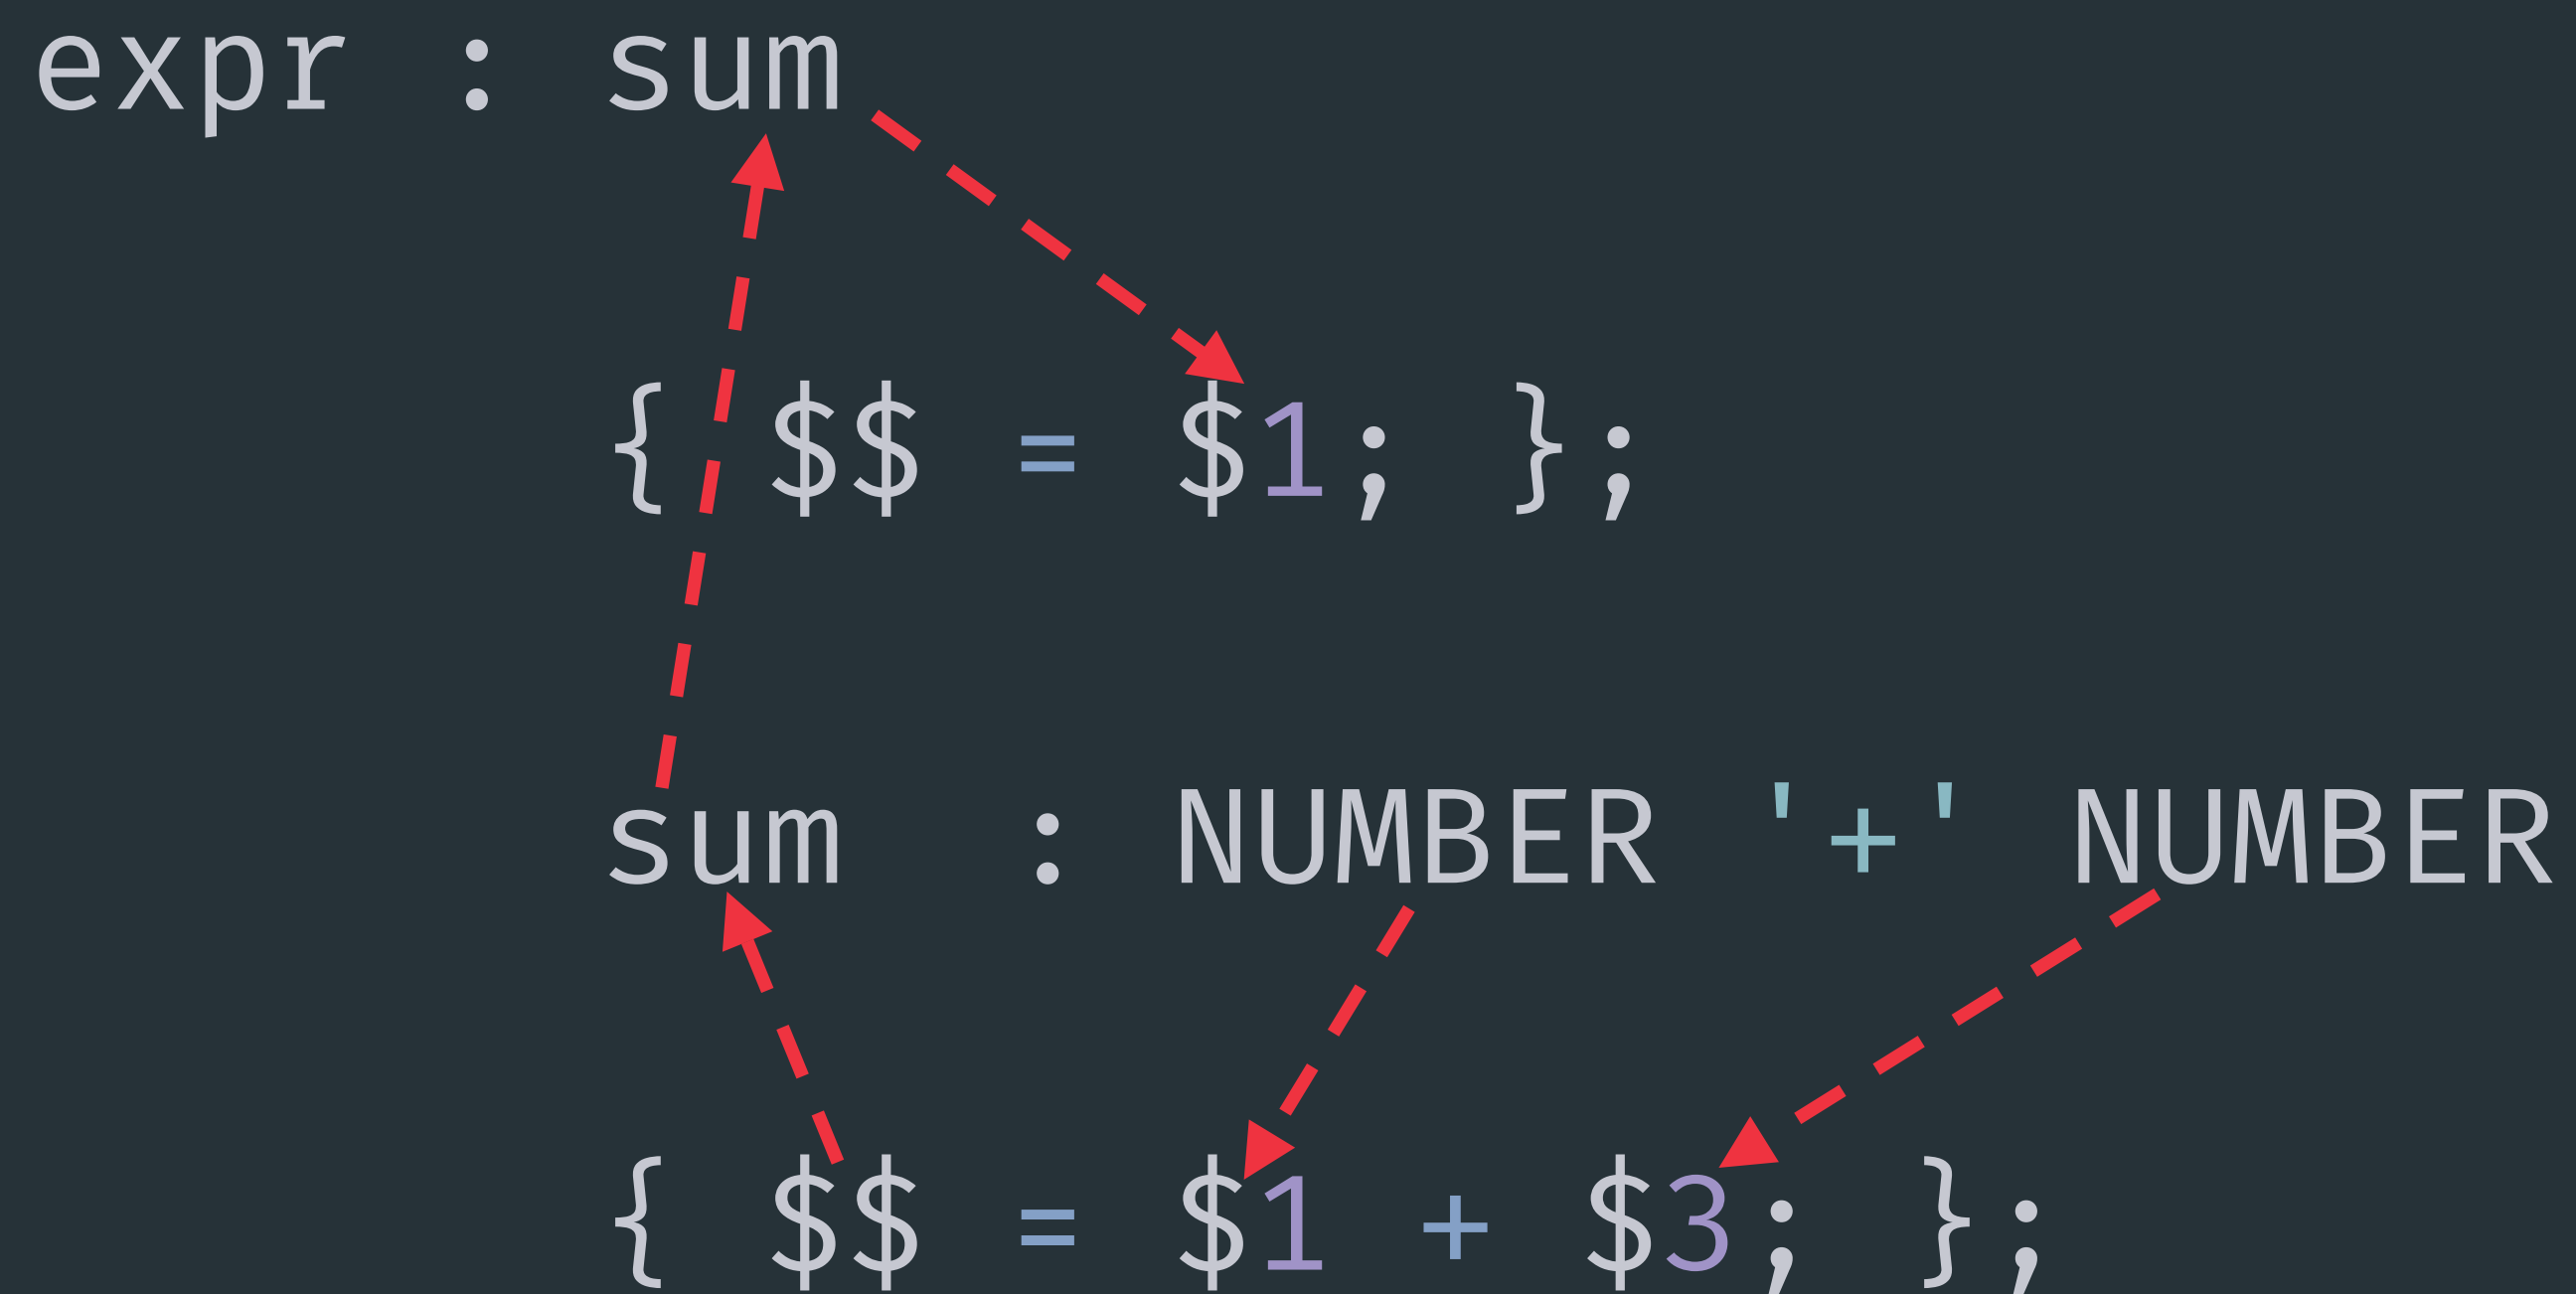 expr : sum
{ $$ = $1; };
sum : NUMBER '+' NUMBER
{ $$ = $1 + $3; };